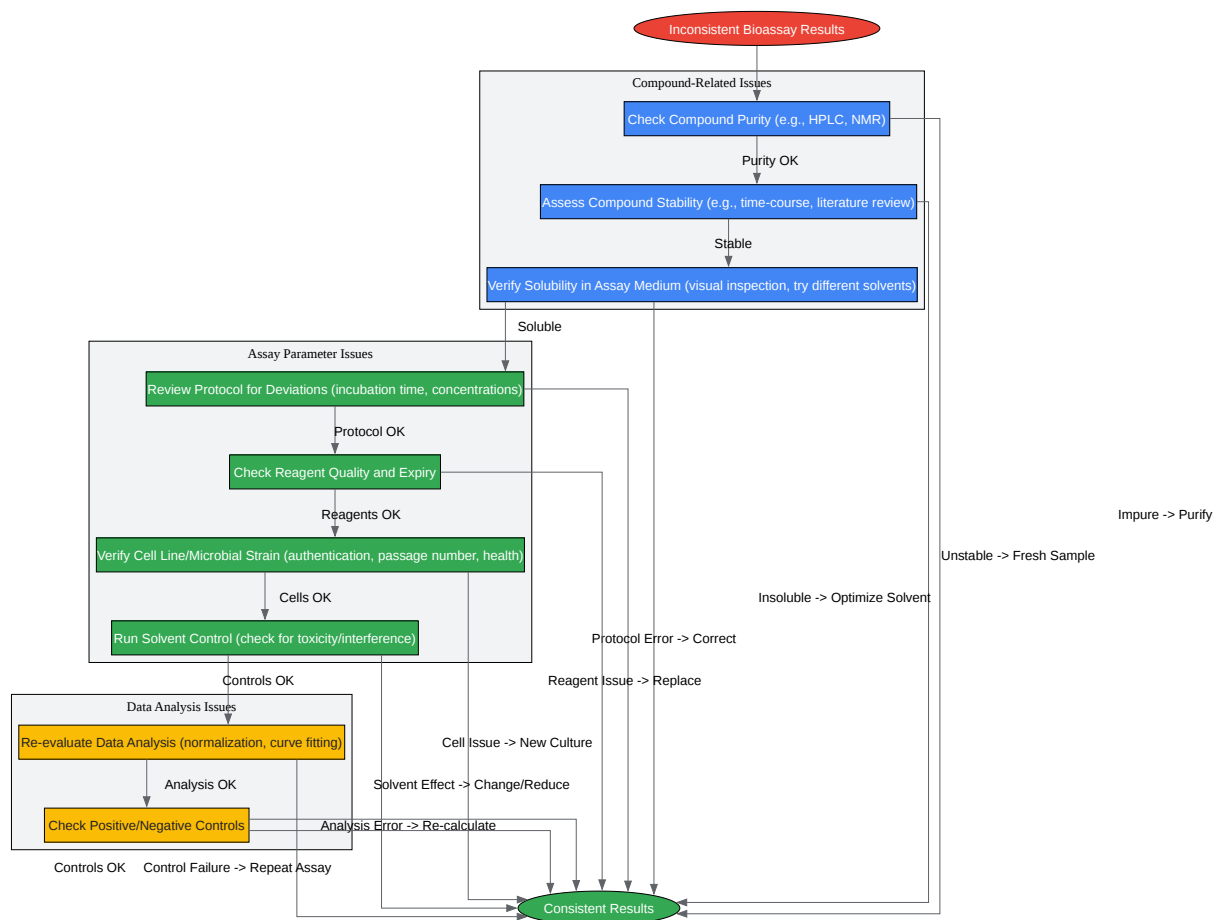 Inconsistent Bioassay Results
Compound-Related Issues
Check Compound Purity (e.g., HPLC, NMR)
Purity OK
Assess Compound Stability (e.g., time-course, literature review)
Stable
Verify Solubility in Assay Medium (visual inspection, try different solvents)
Soluble
Assay Parameter Issues
Review Protocol for Deviations (incubation time, concentrations)
Protocol OK
Check Reagent Quality and Expiry
Reagents OK
Impure -> Purify
Verify Cell Line/Microbial Strain (authentication, passage number, health)
Unstable -> Fresh Sample
Cells OK
Insoluble -> Optimize Solvent
Run Solvent Control (check for toxicity/interference)
Protocol Error -> Correct
Controls OK
Reagent Issue -> Replace
Data Analysis Issues
Re-evaluate Data Analysis (normalization, curve fitting)
Cell Issue -> New Culture
Analysis OK
Solvent Effect -> Change/Reduce
Check Positive/Negative Controls
Analysis Error -> Re-calculate
Controls OK
Control Failure -> Repeat Assay
Consistent Results